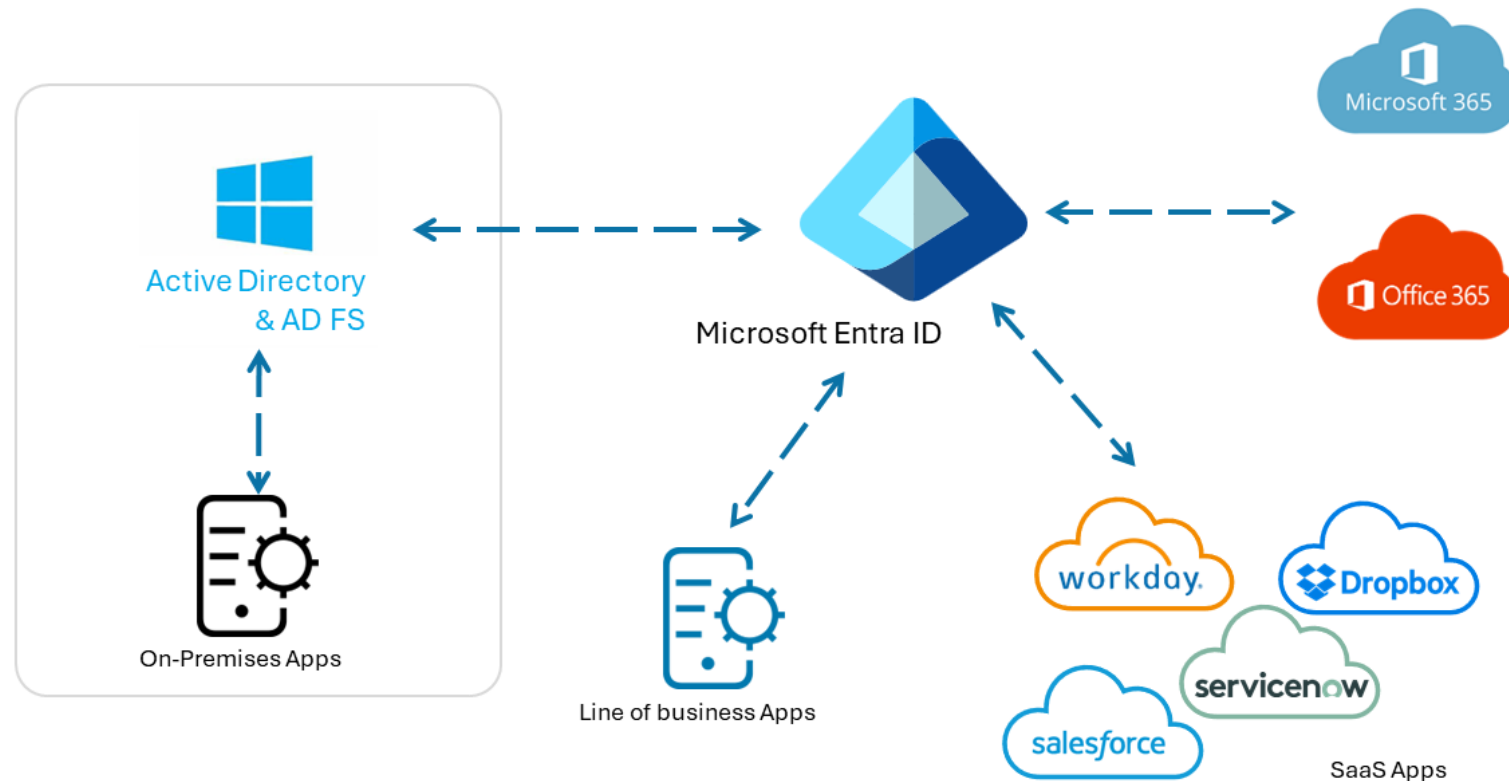 Microsoft 365
Active Directory
& AD FS
Microsoft Entra ID
Office 365
On-Premises Apps
Line of business Apps
workday.
Dropbox
servicenow
salesforce
SaaS Apps